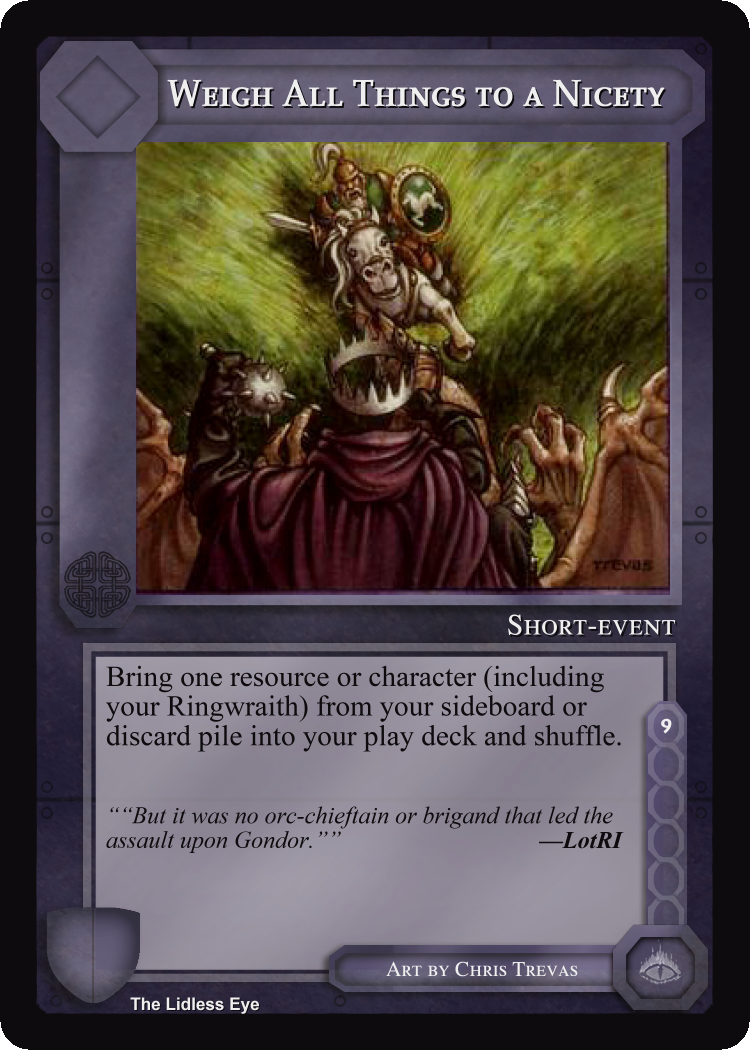 Weigh All Things to a Nicety
TREVAS
Short-event
Bring one resource or character (including
your Ringwraith) from your sideboard or
discard pile into your play deck and shuffle.
9
““But it was no orc-chieftain or brigand that led the
assault upon Gondor.”” —LotRI
Art by Chris Trevas
The Lidless Eye